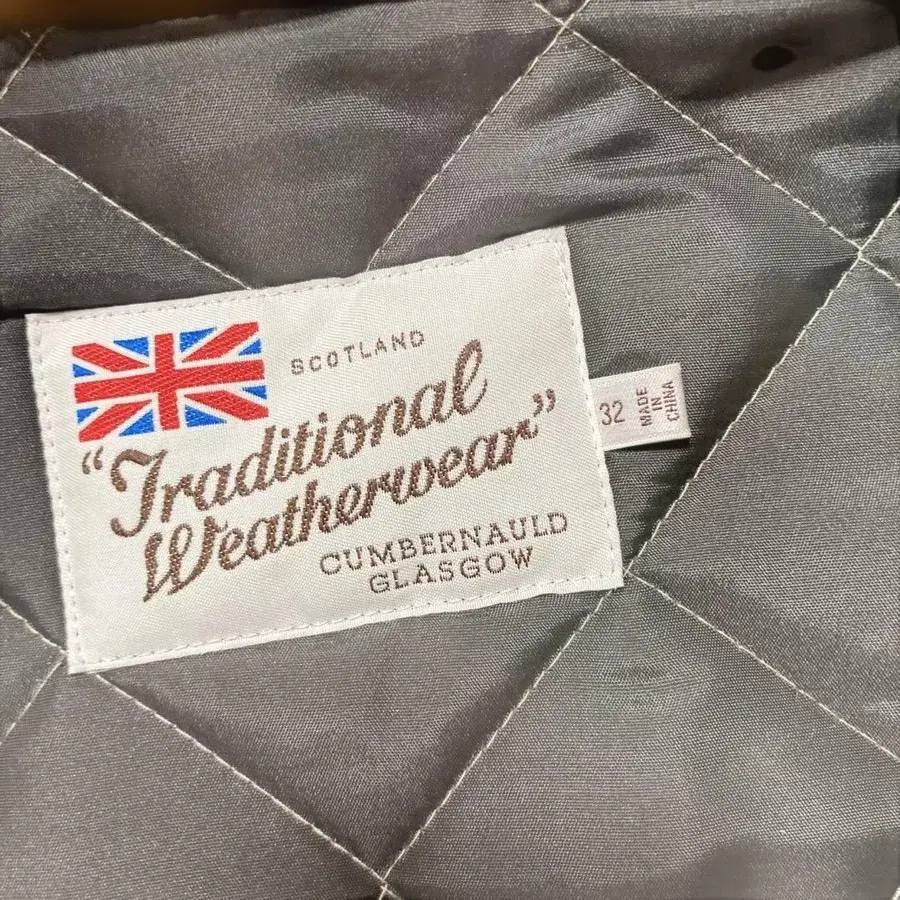 SCOTLAND
"Traditional
Weatherwear"
CUMBERNAULD
GLASGOW
32
MADE
IN
CHINA